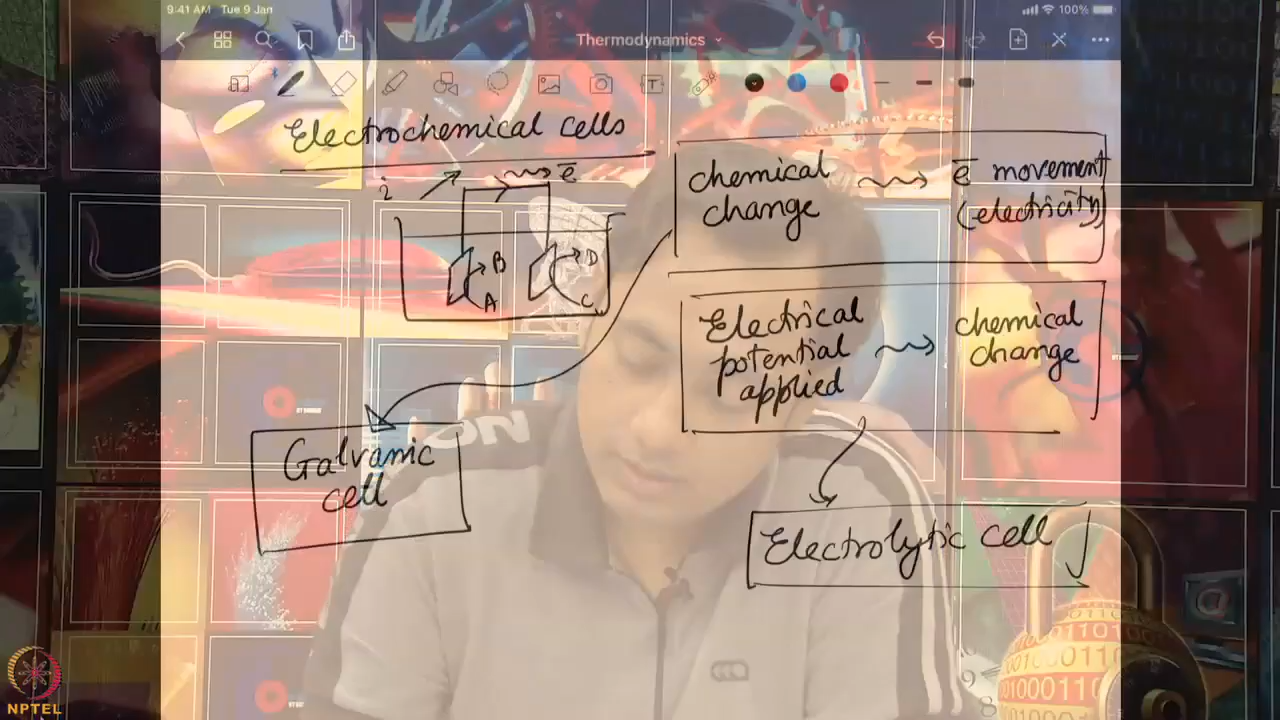 9:41 AM Tue 9 Jan
100%
Thermodynamics
Electrochemical cells
i
e̅
B
A
D
C
chemical change
e̅ movement
(electricity)
Electrical
potential
applied
chemical
change
Galvanic
cell
Electrolytic cell
ION
@
NPTEL